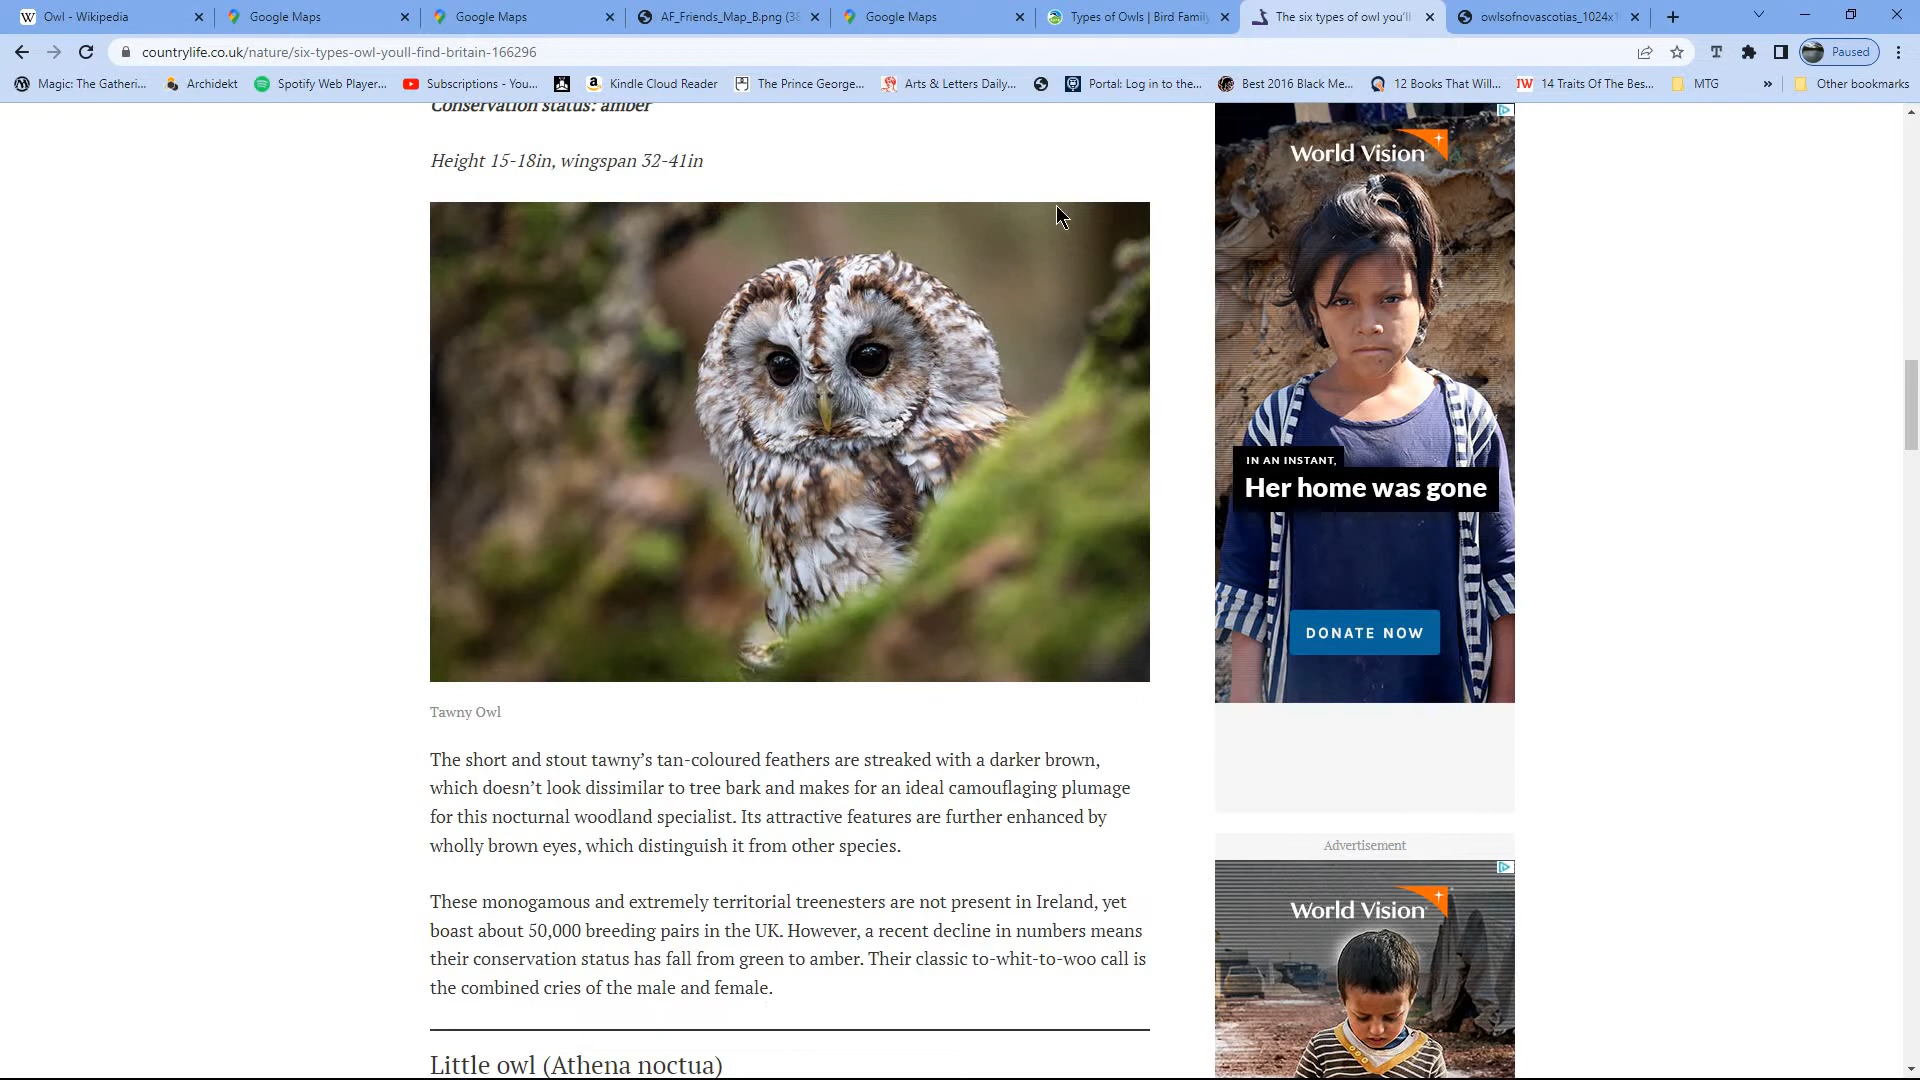 Owl - Wikipedia
Google Maps
Google Maps
AF_Friends_Map_B.png (38
Google Maps
Types of Owls | Bird Family
The six types of owl you'll
owlsofnovascotias_1024x1
countrylife.co.uk/nature/six-types-owl-youll-find-britain-166296
Paused
Magic: The Gatheri...
Archidekt
Spotify Web Player...
Subscriptions - You...
Kindle Cloud Reader
The Prince George...
Arts & Letters Daily...
Portal: Log in to the...
Best 2016 Black Me...
12 Books That Will...
IW 14 Traits Of The Bes...
MTG
»
Other bookmarks
Conservation status: amber
Height 15-18in, wingspan 32-41in
Tawny Owl
The short and stout tawny’s tan-coloured feathers are streaked with a darker brown,
which doesn’t look dissimilar to tree bark and makes for an ideal camouflaging plumage
for this nocturnal woodland specialist. Its attractive features are further enhanced by
wholly brown eyes, which distinguish it from other species.
These monogamous and extremely territorial treenesters are not present in Ireland, yet
boast about 50,000 breeding pairs in the UK. However, a recent decline in numbers means
their conservation status has fall from green to amber. Their classic to-whit-to-woo call is
the combined cries of the male and female.
Little owl (Athena noctua)
World Vision
IN AN INSTANT,
Her home was gone
DONATE NOW
Advertisement
World Vision